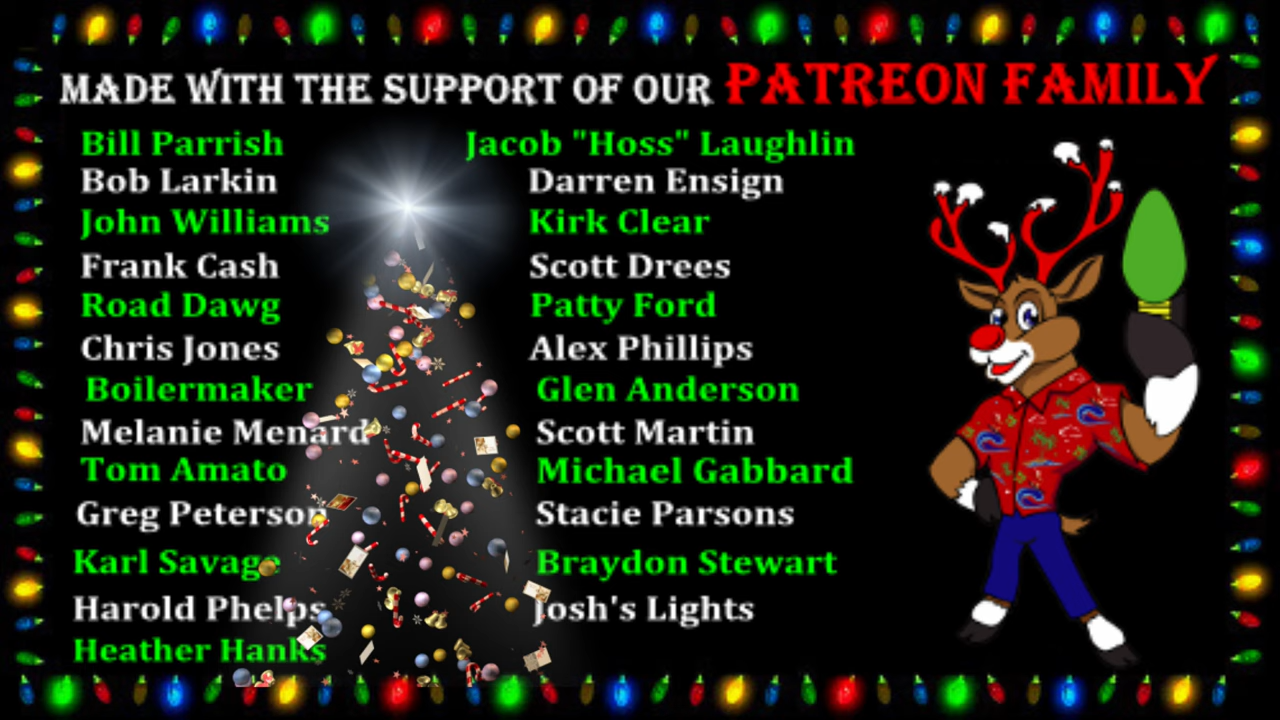 MADE WITH THE SUPPORT OF OUR PATREON FAMILY
Bill Parrish
Bob Larkin
John Williams
Frank Cash
Road Dawg
Chris Jones
Boilermaker
Melanie Menard
Tom Amato
Greg Peterson
Karl Savage
Harold Phelps
Heather Hanks
Jacob "Hoss" Laughlin
Darren Ensign
Kirk Clear
Scott Drees
Patty Ford
Alex Phillips
Glen Anderson
Scott Martin
Michael Gabbard
Stacie Parsons
Braydon Stewart
Josh's Lights